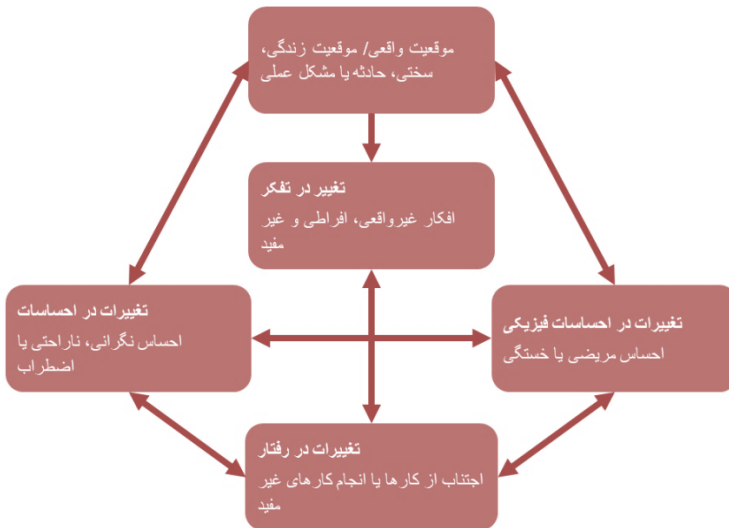 موقعیت واقعی/ موقعیت زندگی،
سختی، حادثه یا مشکل عملی
تغییر در تفکر
افکار غیرواقعی، افراطی و غیر
مفید
تغییرات در احساسات فیزیکی
احساس مریضی یا خستگی
تغییرات در احساسات
احساس نگرانی، ناراحتی یا
اضطراب
تغییرات در رفتار
اجتناب از کارها یا انجام کارهای غیر
مفید